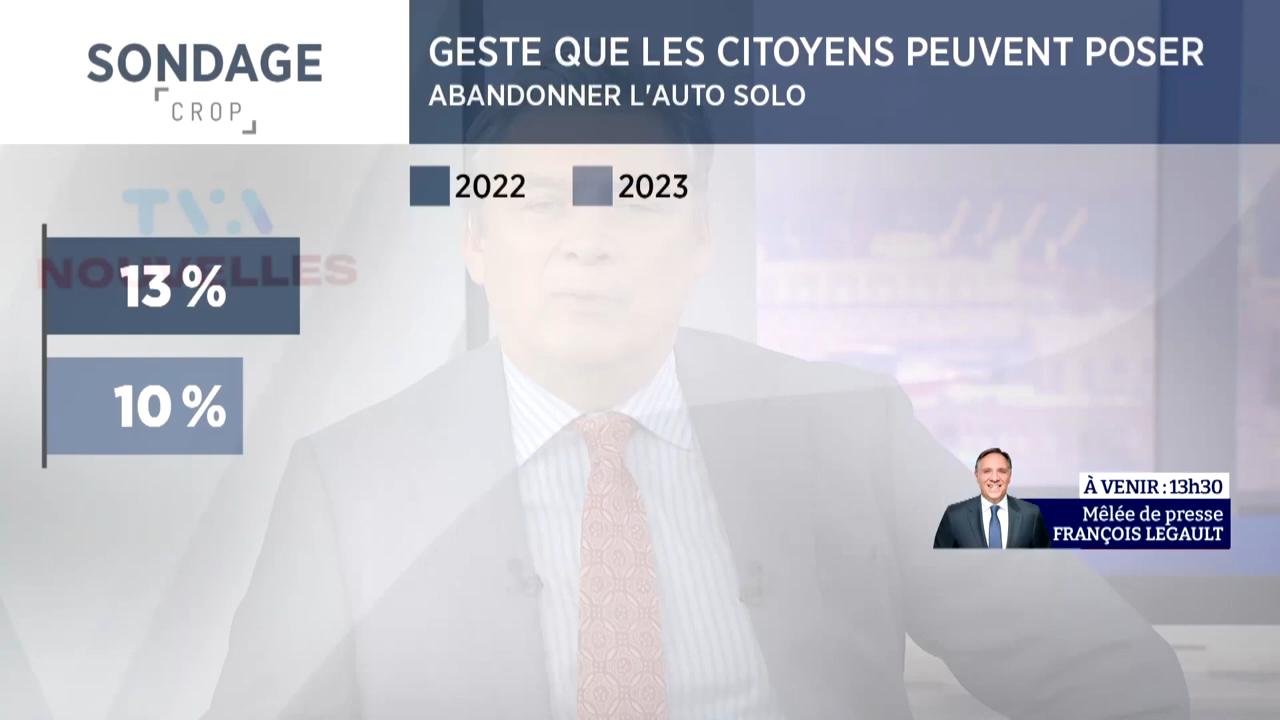 SONDAGE
CROP
GESTE QUE LES CITOYENS PEUVENT POSER
ABANDONNER L'AUTO SOLO
2022
2023
TVA
NOUVELLES
13 %
10 %
À VENIR : 13h30
Mêlée de presse
FRANÇOIS LEGAULT